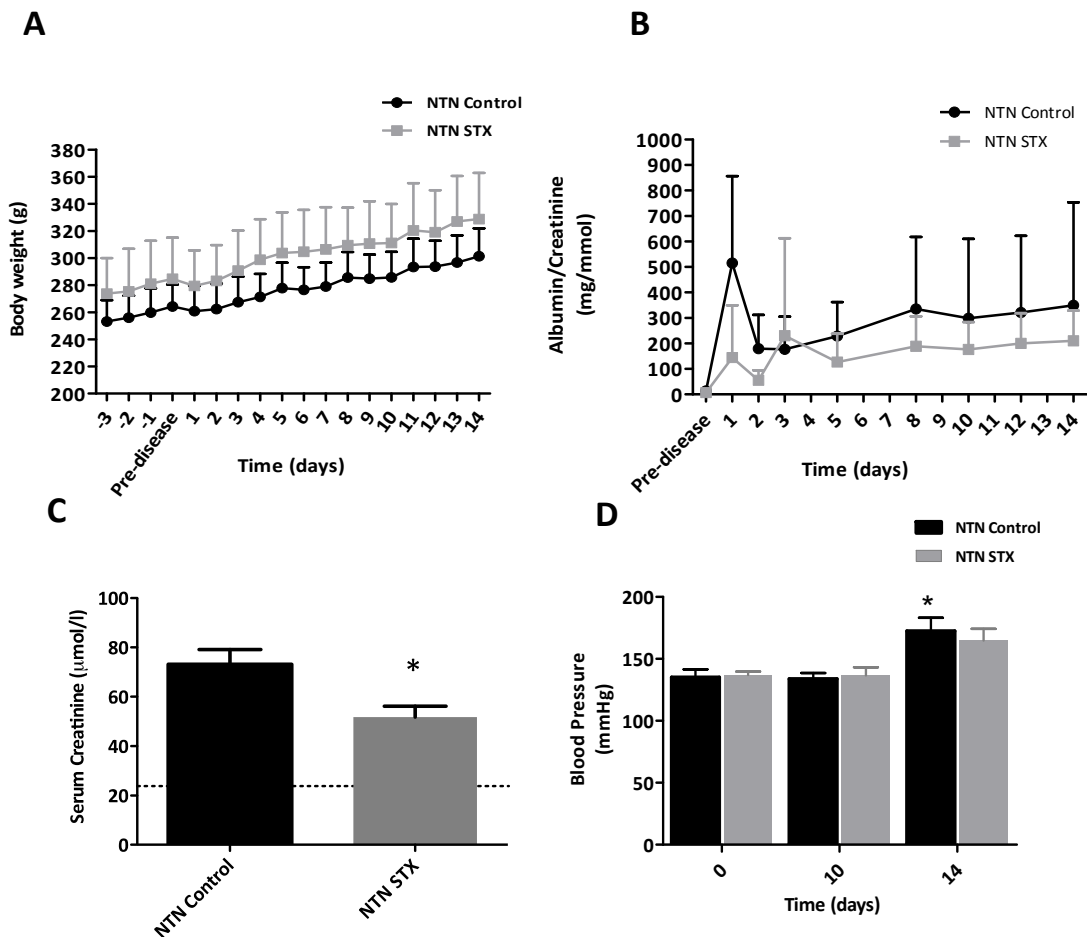 A
NTN Control
NTN STX
380
360
340
320
300
280
260
240
220
200
Body weight (g)
-3
-2
-1
Pre-disease
1
2
3
4
5
6
7
8
9
10
11
12
13
14
Time (days)
B
NTN Control
NTN STX
1000
900
800
700
600
500
400
300
200
100
0
Albumin/Creatinine
(mg/mmol)
Pre-disease
1
2
3
4
5
6
7
8
9
10
11
12
13
14
Time (days)
C
100
80
60
40
20
0
Serum Creatinine (μmol/l)
*
NTN Control
NTN STX
D
NTN Control
NTN STX
200
150
100
50
0
Blood Pressure
(mmHg)
*
0
10
14
Time (days)